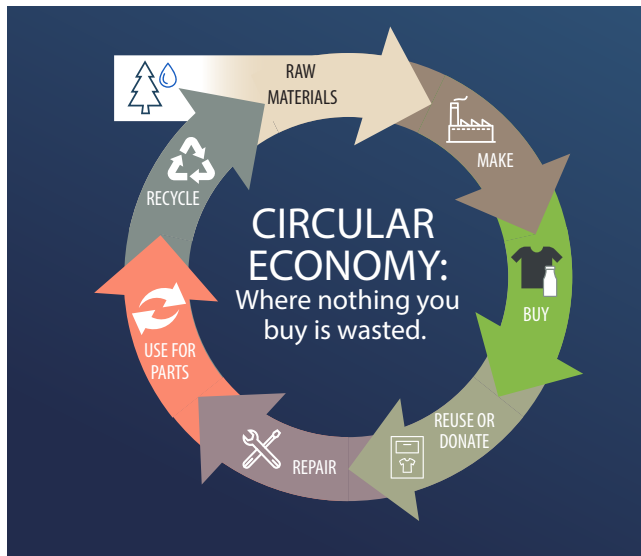 RAW
MATERIALS
MAKE
BUY
REUSE OR
DONATE
REPAIR
USE FOR
PARTS
RECYCLE
CIRCULAR
ECONOMY:
Where nothing you
buy is wasted.